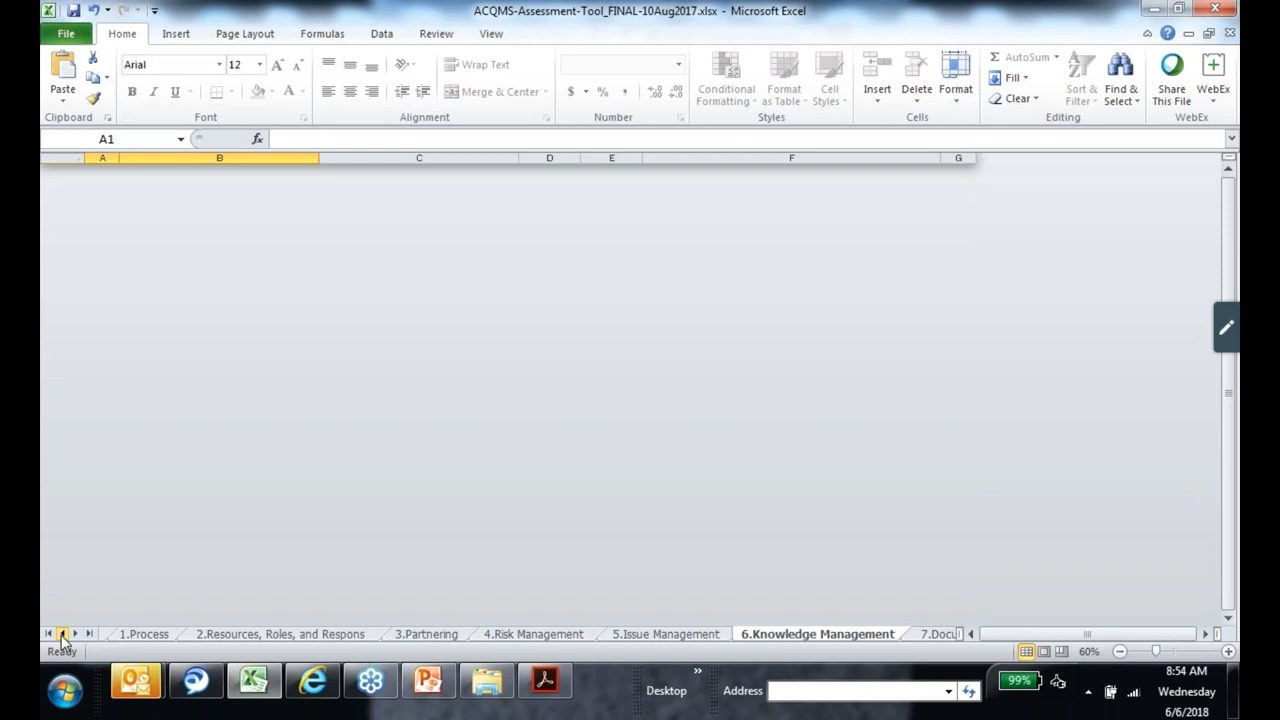 ACQMS-Assessment-Tool_FINAL-10Aug2017.xlsx - Microsoft Excel
File Home Insert Page Layout Formulas Data Review View
Arial 12 A A Wrap Text AutoSum
Paste B I U A Merge & Center $ % , .00 .00 Conditional Formatting Format as Table Cell Styles Insert Delete Format Fill Clear Sort & Filter Find & Select Share This File WebEx
Clipboard Font Alignment Number Styles Cells Editing WebEx
A1 fx
A B C D E F G
1.Process 2.Resources, Roles, and Respons 3.Partnering 4.Risk Management 5.Issue Management 6.Knowledge Management 7.Docu
Ready 60%
99% Desktop Address 8:54 AM
Wednesday
6/6/2018